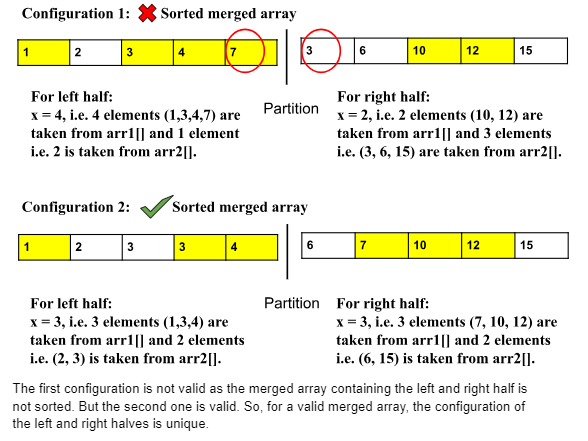 Configuration 1: Sorted merged array
1 2 3 4 7 3 6 10 12 15
For left half:
x = 4, i.e. 4 elements (1,3,4,7) are
taken from arr1[] and 1 element
i.e. 2 is taken from arr2[].
Partition
For right half:
x = 2, i.e. 2 elements (10, 12) are
taken from arr1[] and 3 elements
i.e. (3, 6, 15) are taken from arr2[].
Configuration 2: Sorted merged array
1 2 3 3 4 6 7 10 12 15
For left half:
x = 3, i.e. 3 elements (1,3,4) are
taken from arr1[] and 2 elements
i.e. (2, 3) is taken from arr2[].
Partition
For right half:
x = 3, i.e. 3 elements (7, 10, 12) are
taken from arr1[] and 2 elements
i.e. (6, 15) is taken from arr2[].
The first configuration is not valid as the merged array containing the left and right half is
not sorted. But the second one is valid. So, for a valid merged array, the configuration of
the left and right halves is unique.